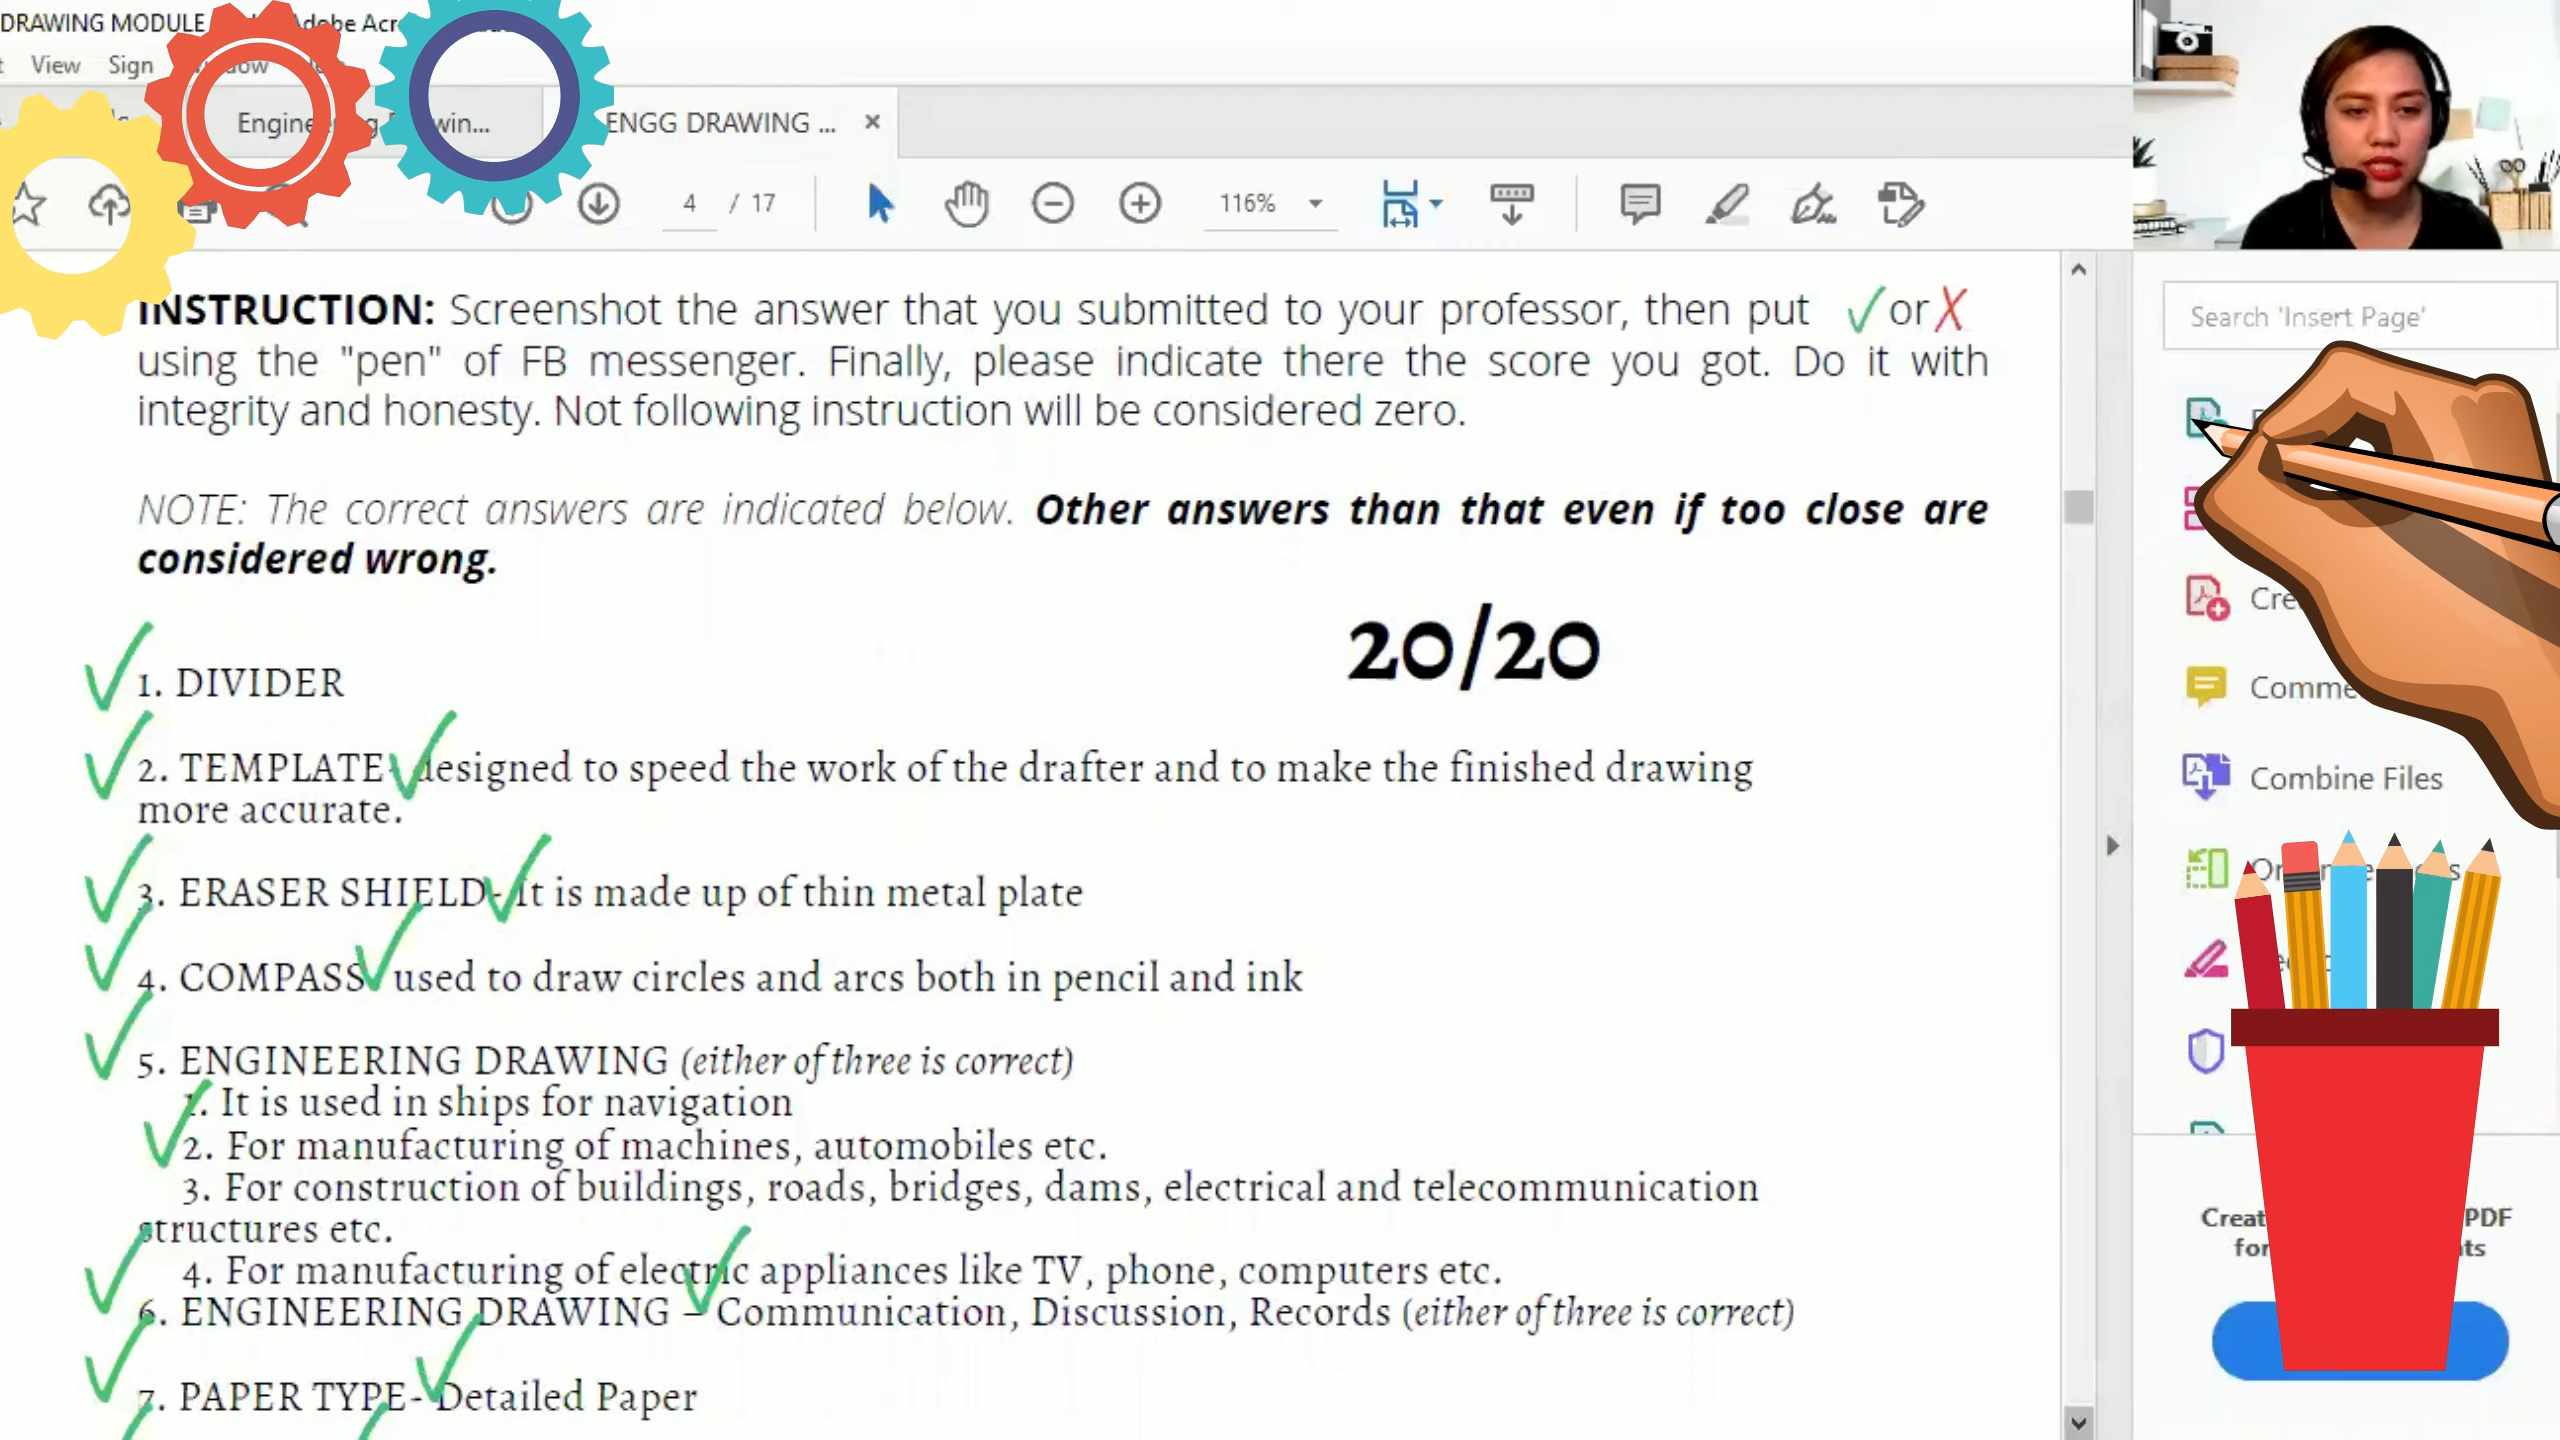 DRAWING MODULE
View Sign
ENGG DRAWING ...
4 / 17
116%
INSTRUCTION: Screenshot the answer that you submitted to your professor, then put ✓ or X
using the "pen" of FB messenger. Finally, please indicate there the score you got. Do it with
integrity and honesty. Not following instruction will be considered zero.
NOTE: The correct answers are indicated below. Other answers than that even if too close are
considered wrong.
20/20
1. DIVIDER
2. TEMPLATE- designed to speed the work of the drafter and to make the finished drawing
more accurate.
3. ERASER SHIELD- It is made up of thin metal plate
4. COMPASS used to draw circles and arcs both in pencil and ink
5. ENGINEERING DRAWING (either of three is correct)
1. It is used in ships for navigation
2. For manufacturing of machines, automobiles etc.
3. For construction of buildings, roads, bridges, dams, electrical and telecommunication
structures etc.
4. For manufacturing of electric appliances like TV, phone, computers etc.
6. ENGINEERING DRAWING – Communication, Discussion, Records (either of three is correct)
7. PAPER TYPE- Detailed Paper
Search 'Insert Page'
Combine Files
PDF
for